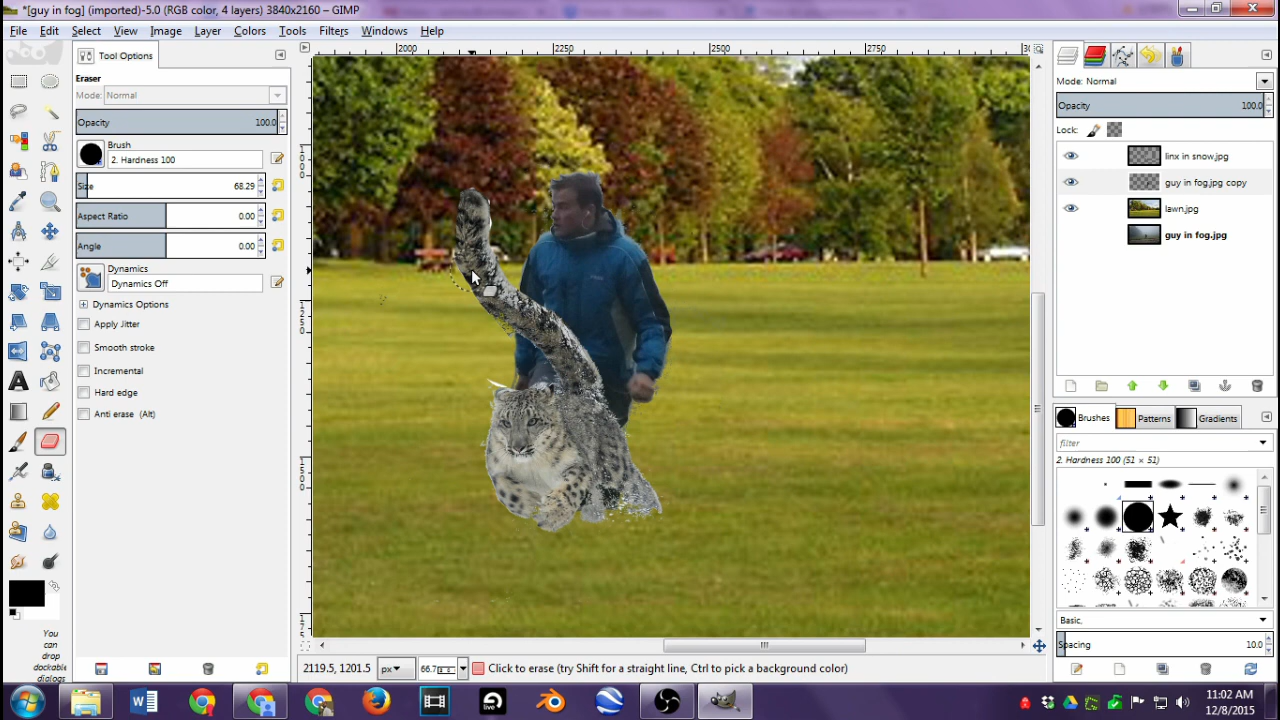 *[guy in fog] (imported)-5.0 (RGB color, 4 layers) 3840x2160 – GIMP
File Edit Select View Image Layer Colors Tools Filters Windows Help
Tool Options
Eraser
Mode: Normal
Opacity 100.0
Brush
2. Hardness 100
Size 68.29
Aspect Ratio 0.00
Angle 0.00
Dynamics
Dynamics Off
Dynamics Options
Apply Jitter
Smooth stroke
Incremental
Hard edge
Anti erase (Alt)
You
can
drop
dockable
dialogs
2000 2250 2500 2750
1000
1250
1500
2119.5, 1201.5 px 66.7 Click to erase (try Shift for a straight line, Ctrl to pick a background color)
Mode: Normal
Opacity 100.0
Lock:
linx in snow.jpg
guy in fog.jpg copy
lawn.jpg
guy in fog.jpg
Brushes Patterns Gradients
filter
2. Hardness 100 (51 × 51)
Basic,
Spacing 10.0
live
11:02 AM
12/8/2015